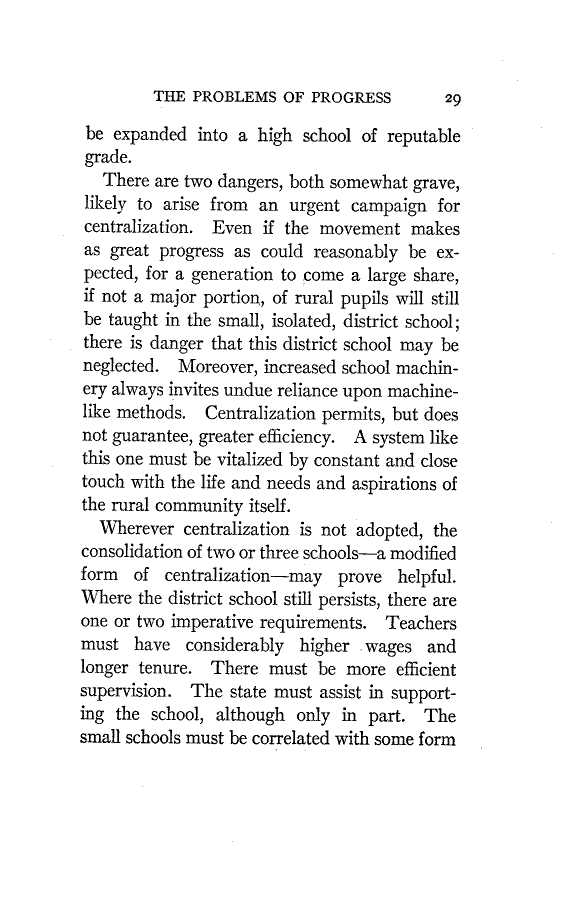 THE PROBLEMS OF PROGRESS 29
be expanded into a high school of reputable
grade.
There are two dangers, both somewhat grave,
likely to arise from an urgent campaign for
centralization. Even if the movement makes
as great progress as could reasonably be ex-
pected, for a generation to come a large share,
if not a major portion, of rural pupils will still
be taught in the small, isolated, district school;
there is danger that this district school may be
neglected. Moreover, increased school machin-
ery always invites undue reliance upon machine-
like methods. Centralization permits, but does
not guarantee, greater efficiency. A system like
this one must be vitalized by constant and close
touch with the life and needs and aspirations of
the rural community itself.
Wherever centralization is not adopted, the
consolidation of two or three schools—a modified
form of centralization—may prove helpful.
Where the district school still persists, there are
one or two imperative requirements. Teachers
must have considerably higher wages and
longer tenure. There must be more efficient
supervision. The state must assist in support-
ing the school, although only in part. The
small schools must be correlated with some form